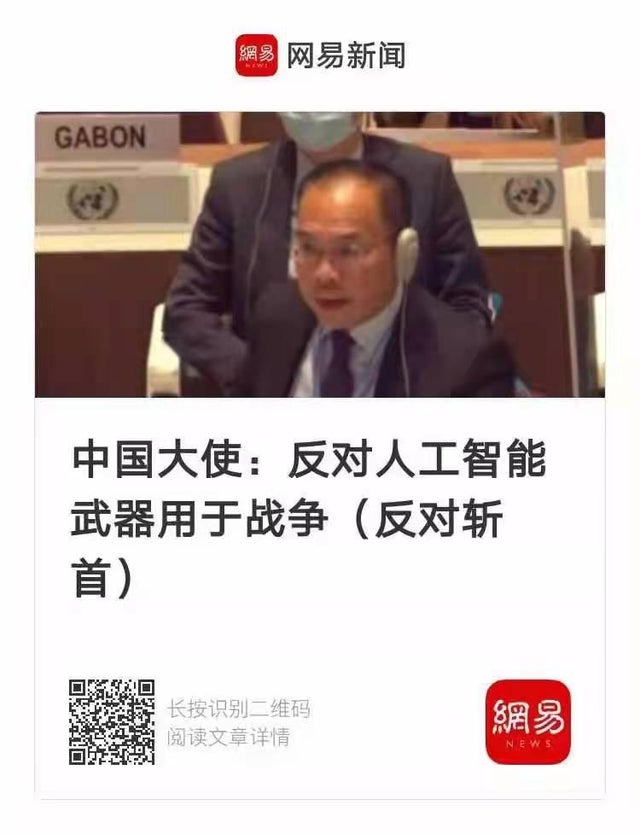 網易
NEWS
网易新闻
GABON
中国大使：反对人工智能
武器用于战争（反对斩
首）
长按识别二维码
阅读文章详情
網易
NEWS